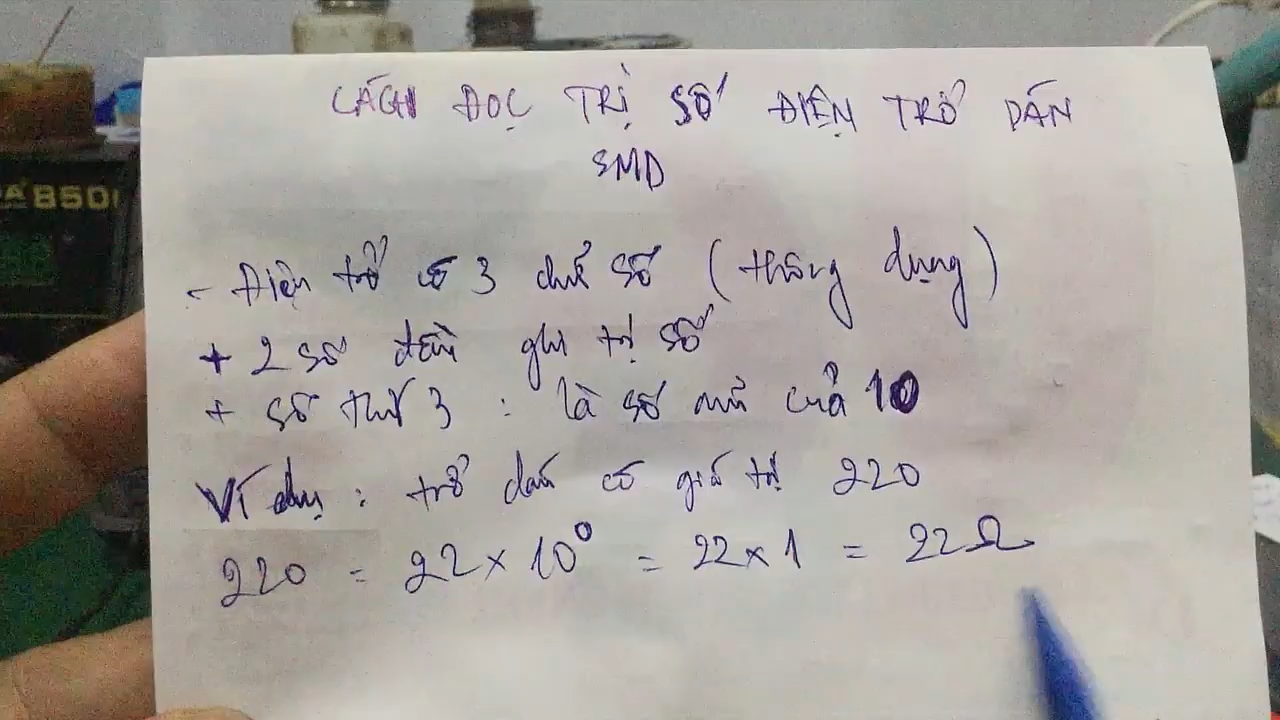 CÁCH ĐỌC TRỊ SỐ ĐIỆN TRỞ DÁN
SMD
- Điện trở có 3 chữ số (thông dụng)
+ 2 số đầu ghi trị số
+ số thứ 3 : là số mũ của 10
Ví dụ : trở dán có giá trị 220
220 = 22 x 10⁰ = 22 x 1 = 22Ω
850